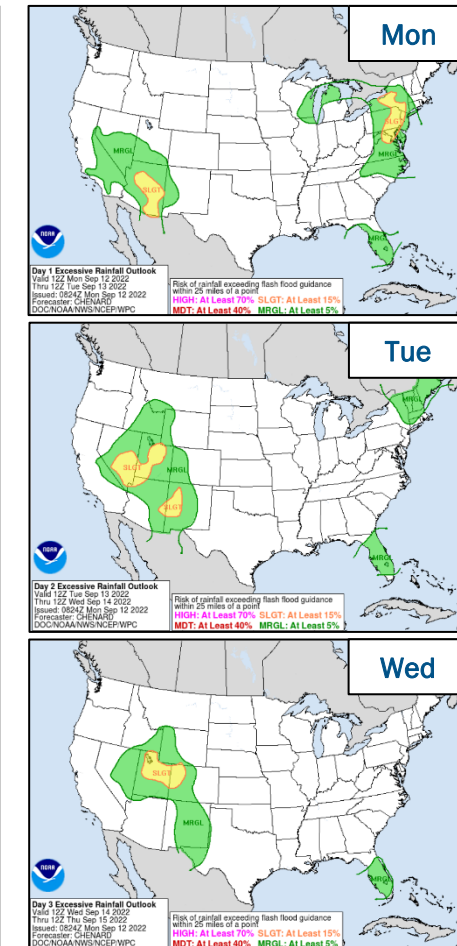 Mon
MRGL
SLGT
SLGT
MRGL
MRGL
NOAA
Day 1 Excessive Rainfall Outlook
Valid 12Z Mon Sep 12 2022
Thru 12Z Tue Sep 13 2022
Issued: 0824Z Mon Sep 12 2022
Forecaster: CHENARD
DOC/NOAA/NWS/NCEP/WPC
Risk of rainfall exceeding flash flood guidance
within 25 miles of a point
HIGH: At Least 70% SLGT: At Least 15%
MDT: At Least 40% MRGL: At Least 5%
Tue
MRGL
SLGT
MRGL
SLGT
MRGL
NOAA
Day 2 Excessive Rainfall Outlook
Valid 12Z Tue Sep 13 2022
Thru 12Z Wed Sep 14 2022
Issued: 0824Z Mon Sep 12 2022
Forecaster: CHENARD
DOC/NOAA/NWS/NCEP/WPC
Risk of rainfall exceeding flash flood guidance
within 25 miles of a point
HIGH: At Least 70% SLGT: At Least 15%
MDT: At Least 40% MRGL: At Least 5%
Wed
SLGT
MRGL
MRGL
NOAA
Day 3 Excessive Rainfall Outlook
Valid 12Z Wed Sep 14 2022
Thru 12Z Thu Sep 15 2022
Issued: 0824Z Mon Sep 12 2022
Forecaster: CHENARD
DOC/NOAA/NWS/NCEP/WPC
Risk of rainfall exceeding flash flood guidance
within 25 miles of a point
HIGH: At Least 70% SLGT: At Least 15%
MDT: At Least 40% MRGL: At Least 5%